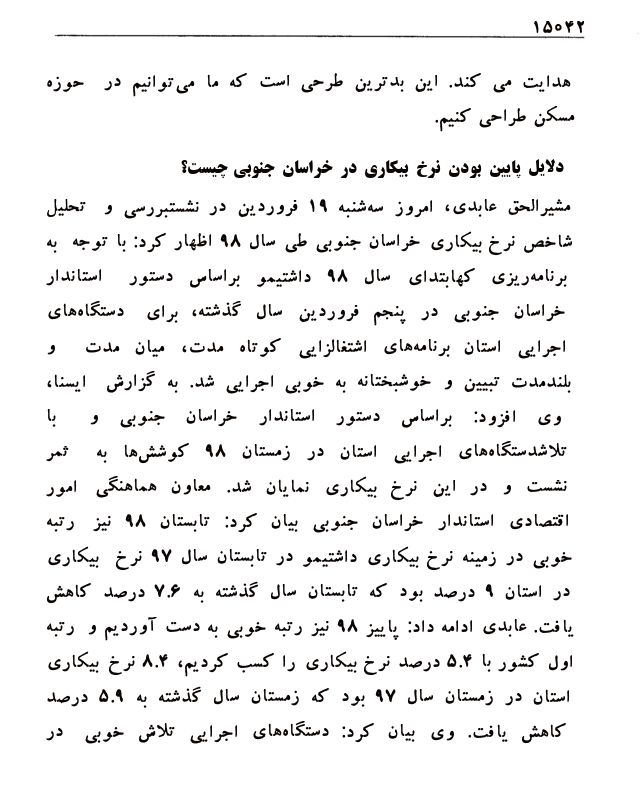 ۱۵۰۴۲
هدایت می کند. این بدترین طرحی است که ما می‌توانیم در حوزه
مسکن طراحی کنیم.
دلایل پایین بودن نرخ بیکاری در خراسان جنوبی چیست؟
مشیرالحق عابدی، امروز سه‌شنبه ۱۹ فروردین در نشستبررسی و تحلیل
شاخص نرخ بیکاری خراسان جنوبی طی سال ۹۸ اظهار کرد: با توجه به
برنامه‌ریزی کهابتدای سال ۹۸ داشتیمو براساس دستور استاندار
خراسان جنوبی در پنجم فروردین سال گذشته، برای دستگاه‌های
اجرایی استان برنامه‌های اشتغالزایی کوتاه مدت، میان مدت و
بلندمدت تبیین و خوشبختانه به خوبی اجرایی شد. به گزارش ایسنا،
وی افزود: براساس دستور استاندار خراسان جنوبی و با
تلاشدستگاه‌های اجرایی استان در زمستان ۹۸ کوشش‌ها به ثمر
نشست و در این نرخ بیکاری نمایان شد. معاون هماهنگی امور
اقتصادی استاندار خراسان جنوبی بیان کرد: تابستان ۹۸ نیز رتبه
خوبی در زمینه نرخ بیکاری داشتیمو در تابستان سال ۹۷ نرخ بیکاری
در استان ۹ درصد بود که تابستان سال گذشته به ۷.۶ درصد کاهش
یافت. عابدی ادامه داد: پاییز ۹۸ نیز رتبه خوبی به دست آوردیم و رتبه
اول کشور با ۵.۴ درصد نرخ بیکاری را کسب کردیم، ۸.۴ نرخ بیکاری
استان در زمستان سال ۹۷ بود که زمستان سال گذشته به ۵.۹ درصد
کاهش یافت. وی بیان کرد: دستگاه‌های اجرایی تلاش خوبی در